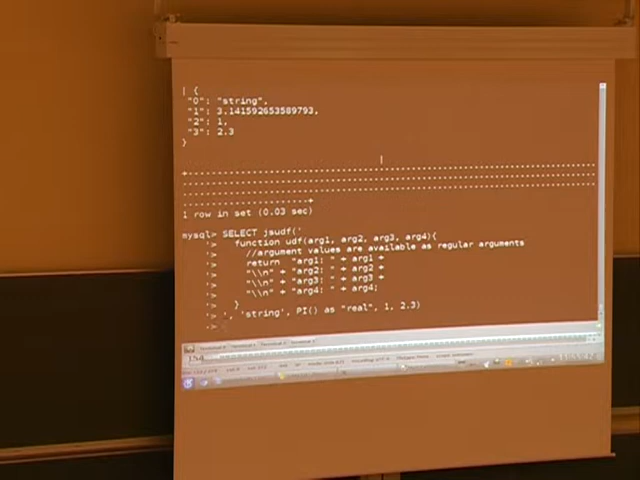 | {
"0": "string",
"1": 3.141592653589793,
"2": 1,
"3": 2.3
}
|
1 row in set (0.03 sec)
mysql> SELECT jsudf('
'> function udf(arg1, arg2, arg3, arg4){
'> //argument values are available as regular arguments
'> return "arg1: " + arg1 +
'> "\\n" + "arg2: " + arg2 +
'> "\\n" + "arg3: " + arg3 +
'> "\\n" + "arg4: " + arg4;
'> }
'> ', 'string', PI() as "real", 1, 2.3)
->